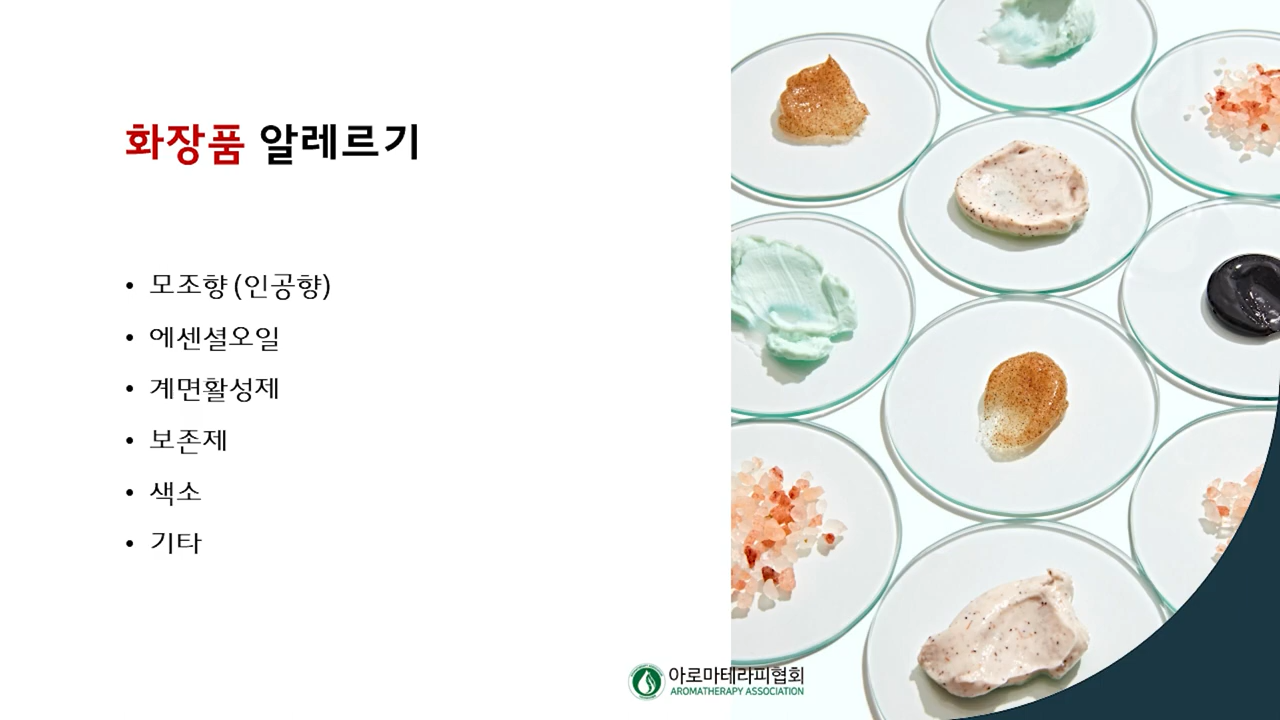 화장품 알레르기
• 모조향 (인공향)
• 에센셜오일
• 계면활성제
• 보존제
• 색소
• 기타
아로마테라피협회
AROMATHERAPY ASSOCIATION